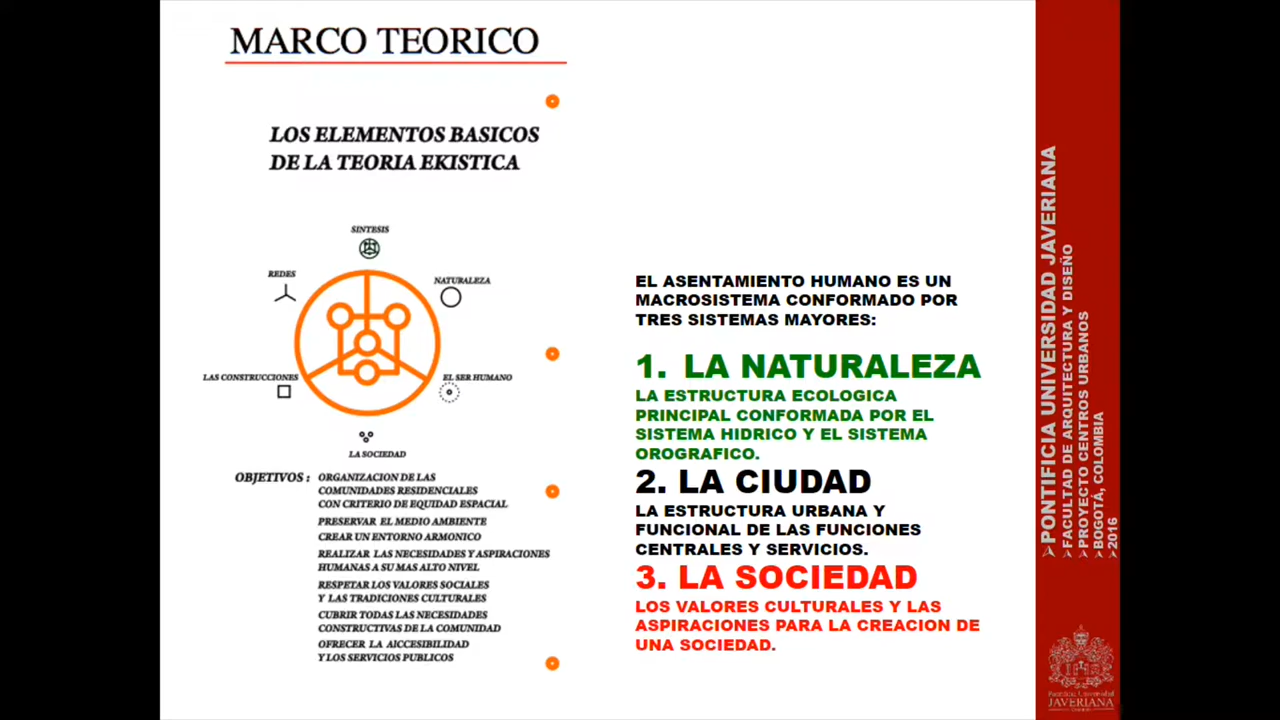 MARCO TEORICO
LOS ELEMENTOS BASICOS
DE LA TEORIA EKISTICA
SINTESIS
REDES
NATURALEZA
LAS CONSTRUCCIONES
EL SER HUMANO
LA SOCIEDAD
OBJETIVOS : ORGANIZACION DE LAS
COMUNIDADES RESIDENCIALES
CON CRITERIO DE EQUIDAD ESPACIAL
PRESERVAR EL MEDIO AMBIENTE
CREAR UN ENTORNO ARMONICO
REALIZAR LAS NECESIDADES Y ASPIRACIONES
HUMANAS A SU MAS ALTO NIVEL
RESPETAR LOS VALORES SOCIALES
Y LAS TRADICIONES CULTURALES
CUBRIR TODAS LAS NECESIDADES
CONSTRUCTIVAS DE LA COMUNIDAD
OFRECER LA AICCESIBILIDAD
Y LOS SERVICIOS PUBLICOS
EL ASENTAMIENTO HUMANO ES UN
MACROSISTEMA CONFORMADO POR
TRES SISTEMAS MAYORES:
1. LA NATURALEZA
LA ESTRUCTURA ECOLOGICA
PRINCIPAL CONFORMADA POR EL
SISTEMA HIDRICO Y EL SISTEMA
OROGRAFICO.
2. LA CIUDAD
LA ESTRUCTURA URBANA Y
FUNCIONAL DE LAS FUNCIONES
CENTRALES Y SERVICIOS.
3. LA SOCIEDAD
LOS VALORES CULTURALES Y LAS
ASPIRACIONES PARA LA CREACION DE
UNA SOCIEDAD.
PONTIFICIA UNIVERSIDAD JAVERIANA
FACULTAD DE ARQUITECTURA Y DISEÑO
PROYECTO CENTROS URBANOS
BOGOTÁ, COLOMBIA
2016
Pontificia Universidad
JAVERIANA